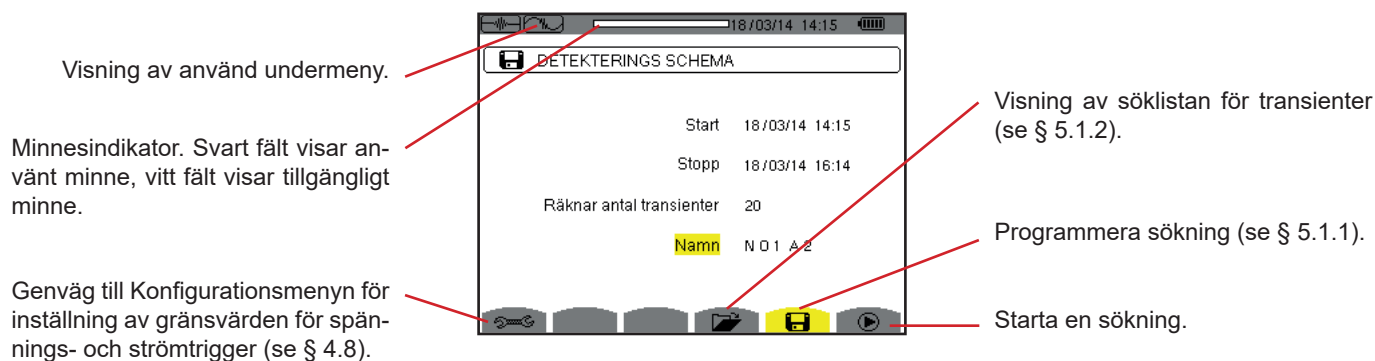 Visning av använd undermeny.
Minnesindikator. Svart fält visar an-
vänt minne, vitt fält visar tillgängligt
minne.
Genväg till Konfigurationsmenyn för
inställning av gränsvärden för spän-
nings- och strömtrigger (se § 4.8).
18/03/14 14:15
DETEKTERINGS SCHEMA
Start 18/03/14 14:15
Stopp 18/03/14 16:14
Räknar antal transienter 20
Namn N O 1 A 2
Visning av söklistan för transienter
(se § 5.1.2).
Programmera sökning (se § 5.1.1).
Starta en sökning.